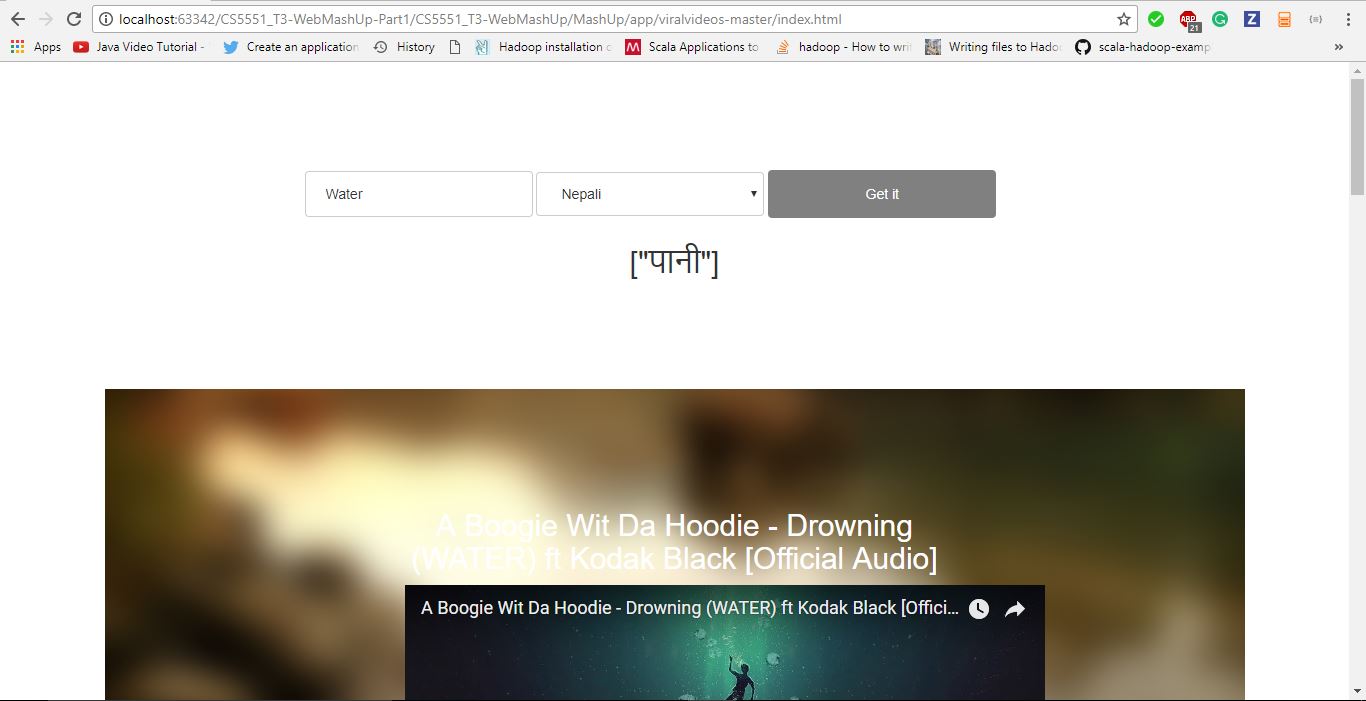 localhost:63342/CS5551_T3-WebMashUp-Part1/CS5551_T3-WebMashUp/MashUp/app/viralvideos-master/index.html
ABP
21
G
Z
Apps Java Video Tutorial - Create an application History Hadoop installation Scala Applications to hadoop - How to wri Writing files to Hado scala-hadoop-examp »
Water Nepali Get it
["पानी"]
A Boogie Wit Da Hoodie - Drowning
(WATER) ft Kodak Black [Official Audio]
A Boogie Wit Da Hoodie - Drowning (WATER) ft Kodak Black [Offici...